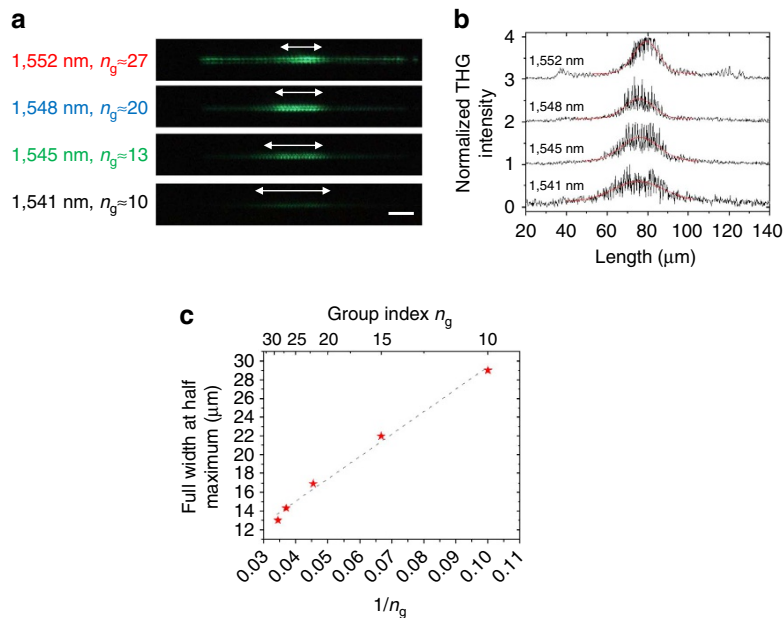 a
1,552 nm, ng≈27
1,548 nm, ng≈20
1,545 nm, ng≈13
1,541 nm, ng≈10
b
Normalized THG
intensity
4
3
2
1
0
1,552 nm
1,548 nm
1,545 nm
1,541 nm
20 40 60 80 100 120 140
Length (μm)
c
Group index ng
30 25 20 15 10
Full width at half
maximum (μm)
30
28
26
24
22
20
18
16
14
12
0.03 0.04 0.05 0.06 0.07 0.08 0.09 0.10 0.11
1/ng